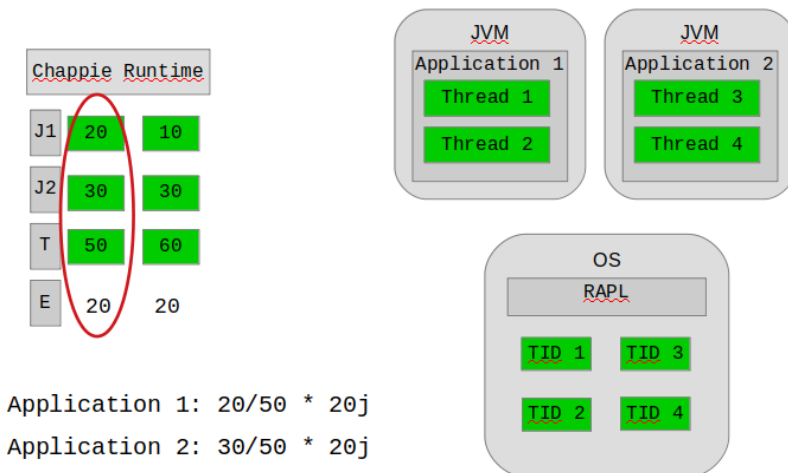 Chappie Runtime
J1 20 10
J2 30 30
T 50 60
E 20 20
Application 1: 20/50 * 20j
Application 2: 30/50 * 20j
JVM
Application 1
Thread 1
Thread 2
JVM
Application 2
Thread 3
Thread 4
OS
RAPL
TID 1 TID 3
TID 2 TID 4